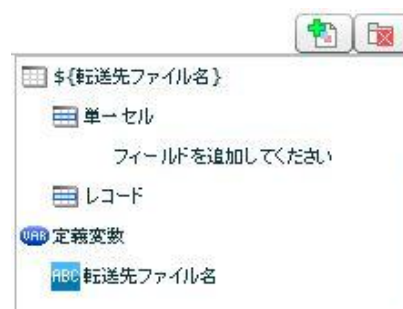 ${転送先ファイル名}
単一セル
フィールドを追加してください
レコード
VAR 定義変数
ABC 転送先ファイル名